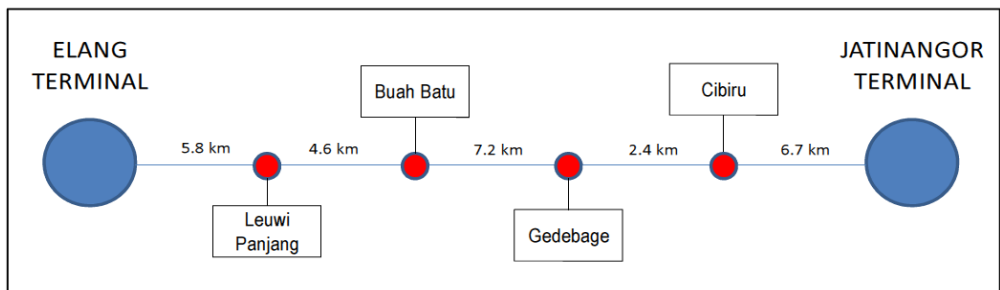 ELANG
TERMINAL
JATINANGOR
TERMINAL
Buah Batu
Cibiru
5.8 km
4.6 km
7.2 km
2.4 km
6.7 km
Leuwi
Panjang
Gedebage